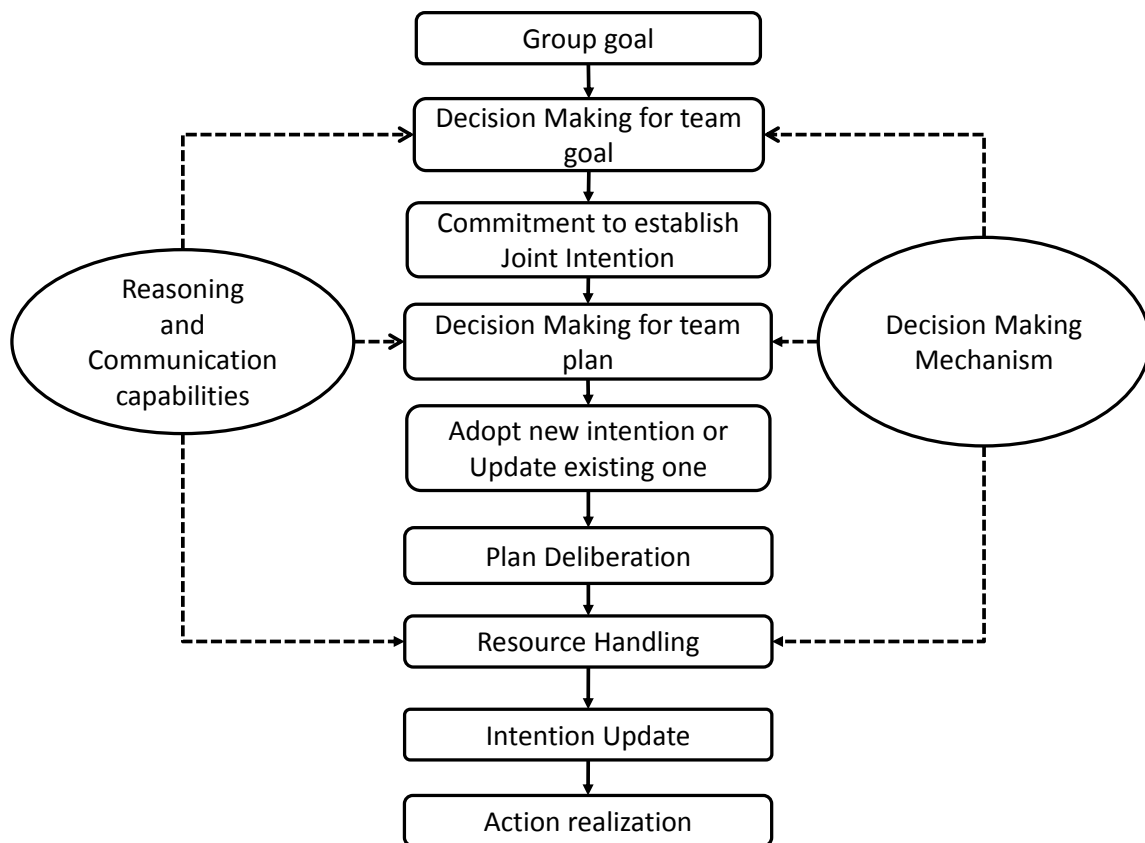 Group goal
Decision Making for team
goal
Commitment to establish
Joint Intention
Reasoning
and
Communication
capabilities
Decision Making for team
plan
Decision Making
Mechanism
Adopt new intention or
Update existing one
Plan Deliberation
Resource Handling
Intention Update
Action realization